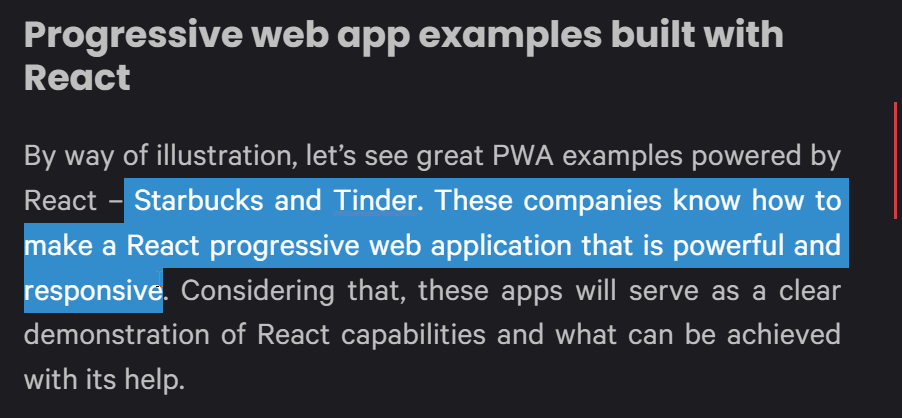 Progressive web app examples built with
React
By way of illustration, let’s see great PWA examples powered by
React – Starbucks and Tinder. These companies know how to
make a React progressive web application that is powerful and
responsive. Considering that, these apps will serve as a clear
demonstration of React capabilities and what can be achieved
with its help.